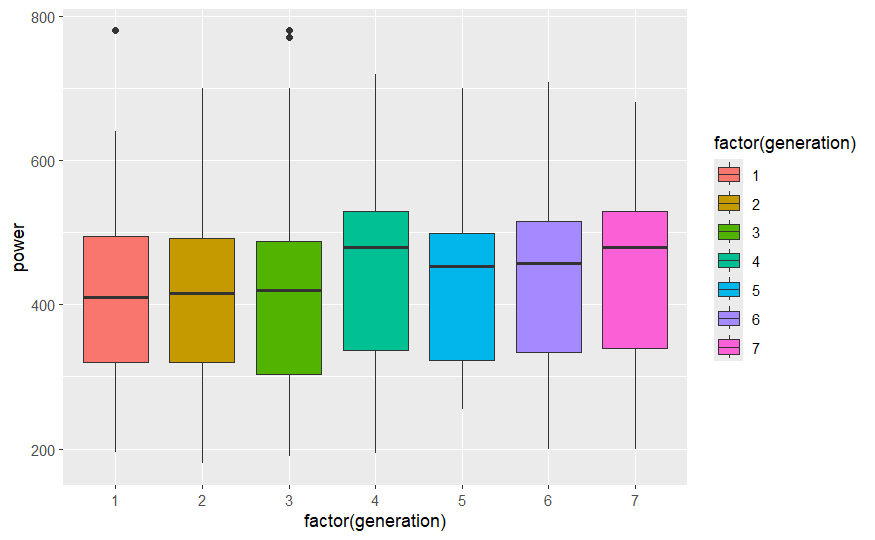 800
600
400
200
power
1 2 3 4 5 6 7
factor(generation)
factor(generation)
1
2
3
4
5
6
7